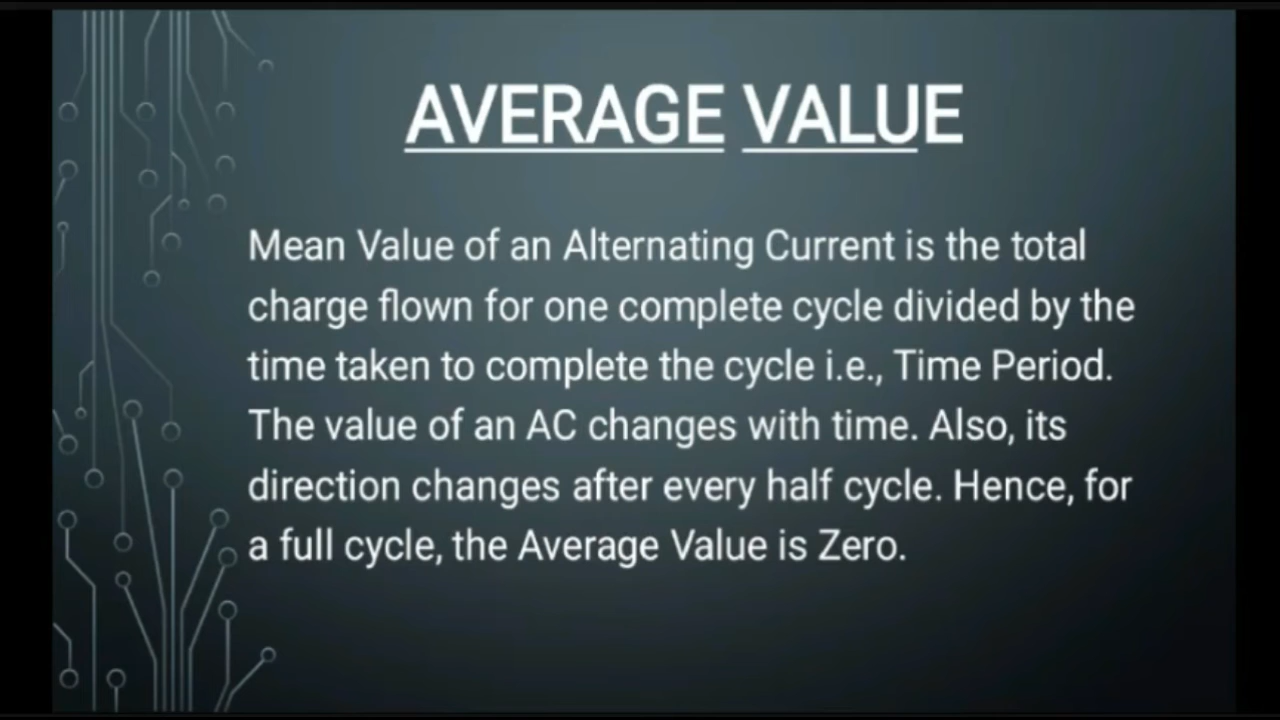 AVERAGE VALUE
Mean Value of an Alternating Current is the total
charge flown for one complete cycle divided by the
time taken to complete the cycle i.e., Time Period.
The value of an AC changes with time. Also, its
direction changes after every half cycle. Hence, for
a full cycle, the Average Value is Zero.